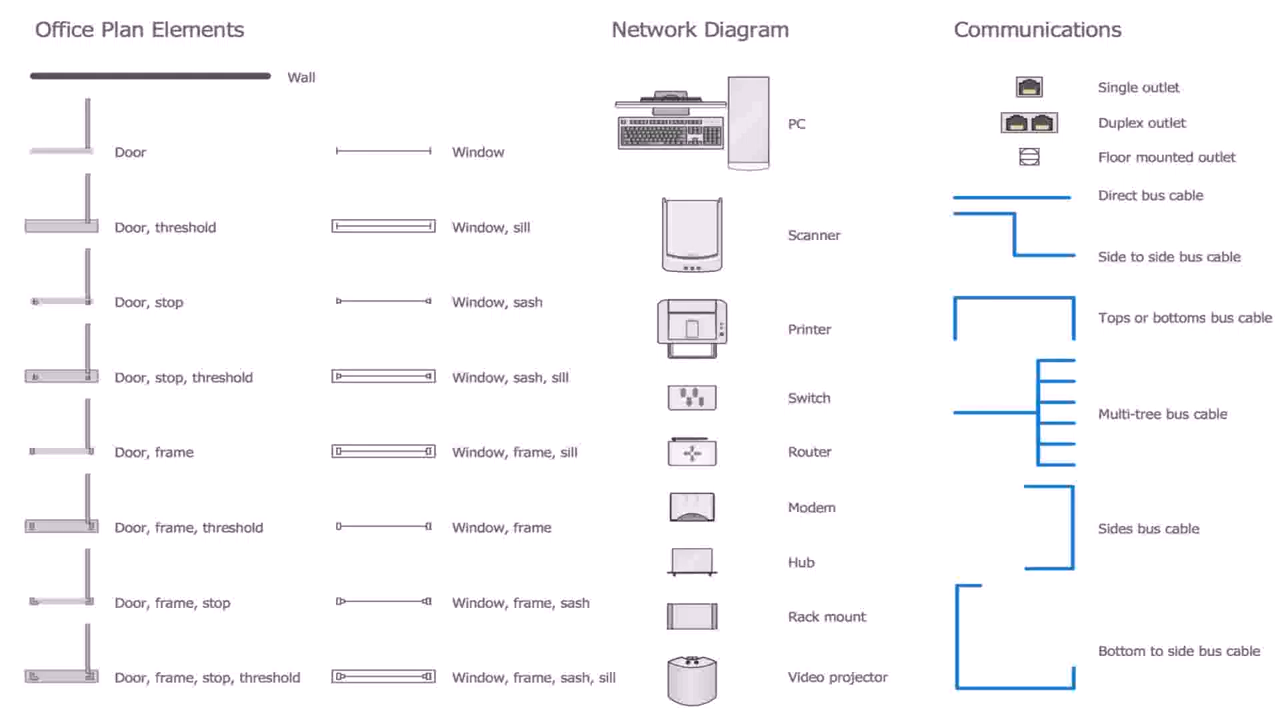 Office Plan Elements
Wall
Door
Door, threshold
Door, stop
Door, stop, threshold
Door, frame
Door, frame, threshold
Door, frame, stop
Door, frame, stop, threshold
Window
Window, sill
Window, sash
Window, sash, sill
Window, frame, sill
Window, frame
Window, frame, sash
Window, frame, sash, sill
Network Diagram
PC
Scanner
Printer
Switch
Router
Modem
Hub
Rack mount
Video projector
Communications
Single outlet
Duplex outlet
Floor mounted outlet
Direct bus cable
Side to side bus cable
Tops or bottoms bus cable
Multi-tree bus cable
Sides bus cable
Bottom to side bus cable